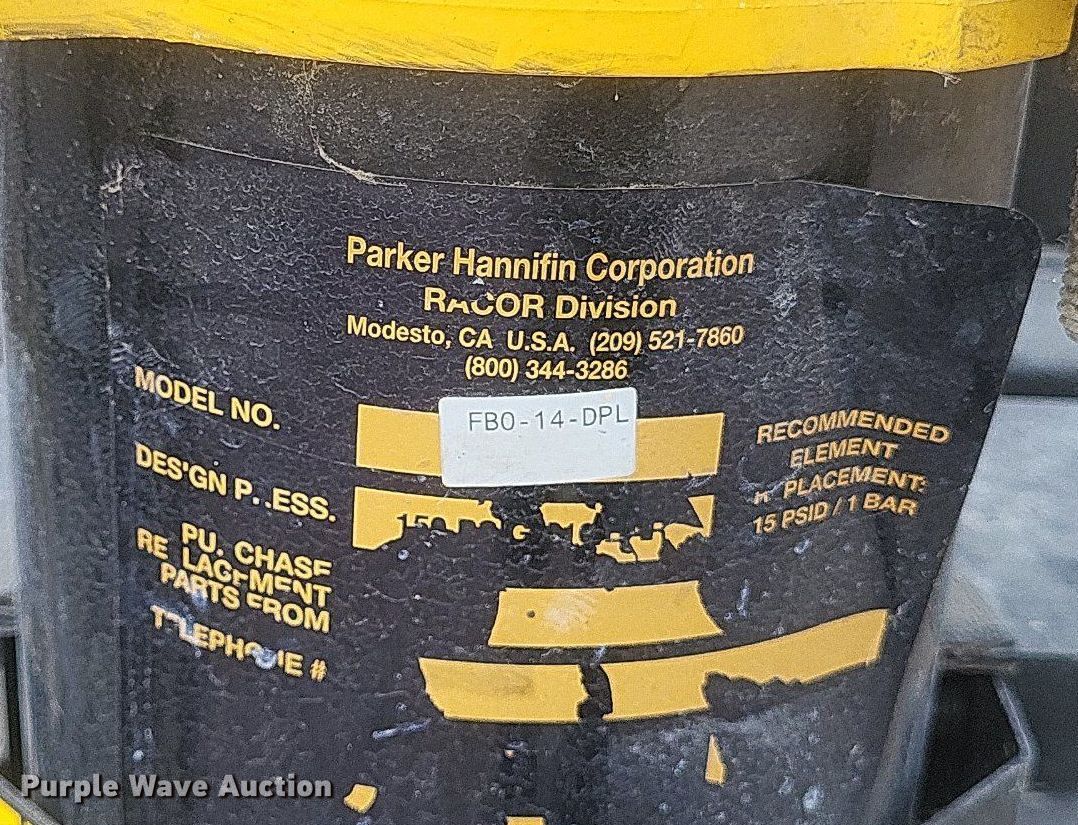 Parker Hannifin Corporation
RACOR Division
Modesto, CA U.S.A. (209) 521-7860
(800) 344-3286
MODEL NO.
FBO-14-DPL
DES'GN P. .ESS.
PU. CHASE
RE LACEMENT
PARTS FROM
TELEPHONE #
RECOMMENDED
ELEMENT
R PLACEMENT:
15 PSID / 1 BAR
Purple Wave Auction